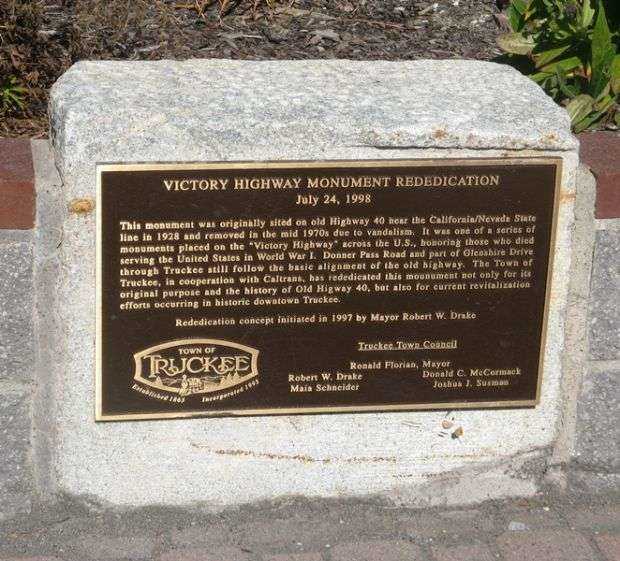 VICTORY HIGHWAY MONUMENT REDEDICATION
July 24, 1998
This monument was originally sited on old Highway 40 near the California/Nevada State
line in 1928 and removed in the mid 1970s due to vandalism. It was one of a series of
monuments placed on the "Victory Highway" across the U.S., honoring those who died
serving the United States in World War I. Donner Pass Road and part of Glenshire Drive
through Truckee still follow the basic alignment of the old highway. The Town of
Truckee, in cooperation with Caltrans, has rededicated this mounument not only for its
original purpose and the history of Old Higway 40, but also for current revitalization
efforts occurring in historic downtown Truckee.
Rededication concept initiated in 1997 by Mayor Robert W. Drake
Truckee Town Council
Ronald Florian, Mayor
Robert W. Drake Donald C. McCormack
Maia Schneider Joshua J. Susman
TOWN OF
TRUCKEE
Established 1863 Incorporated 1993